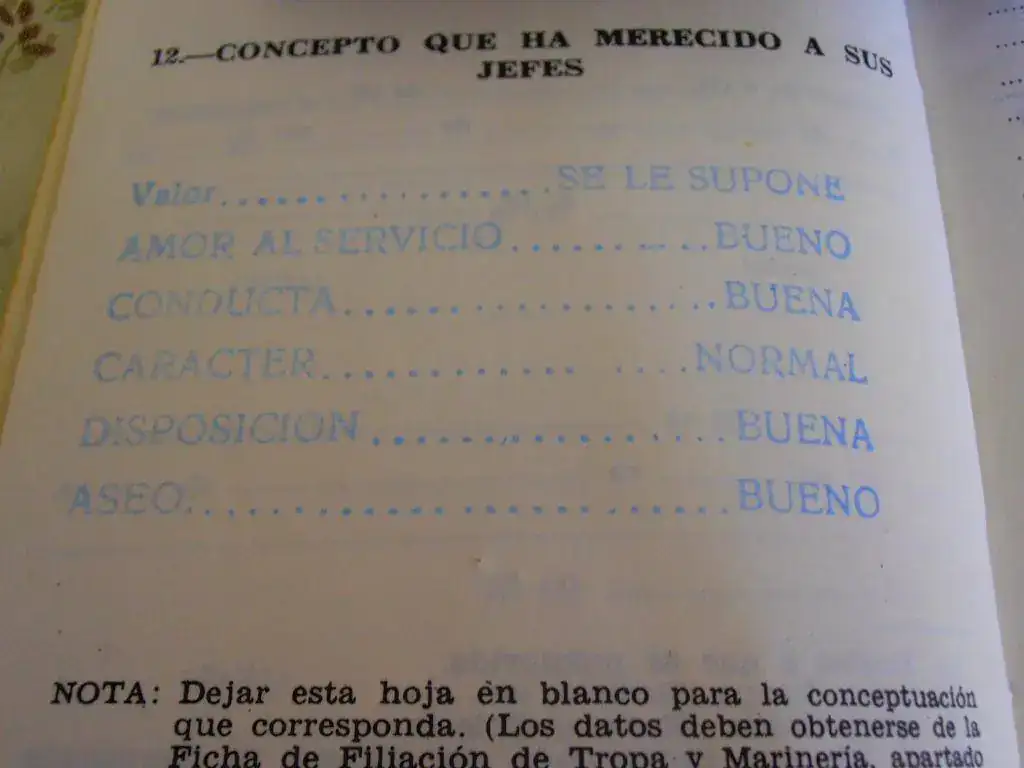 12.—CONCEPTO QUE HA MERECIDO A SUS
JEFES
Valor....................SE LE SUPONE
AMOR AL SERVICIO...........BUENO
CONDUCTA......................BUENA
CARACTER................. ....NORMAL
DISPOSICION......................BUENA
ASEO...........................BUENO
NOTA: Dejar esta hoja en blanco para la conceptuación
que corresponda. (Los datos deben obtenerse de la
Ficha de Filiación de Tropa y Marinería, apartado